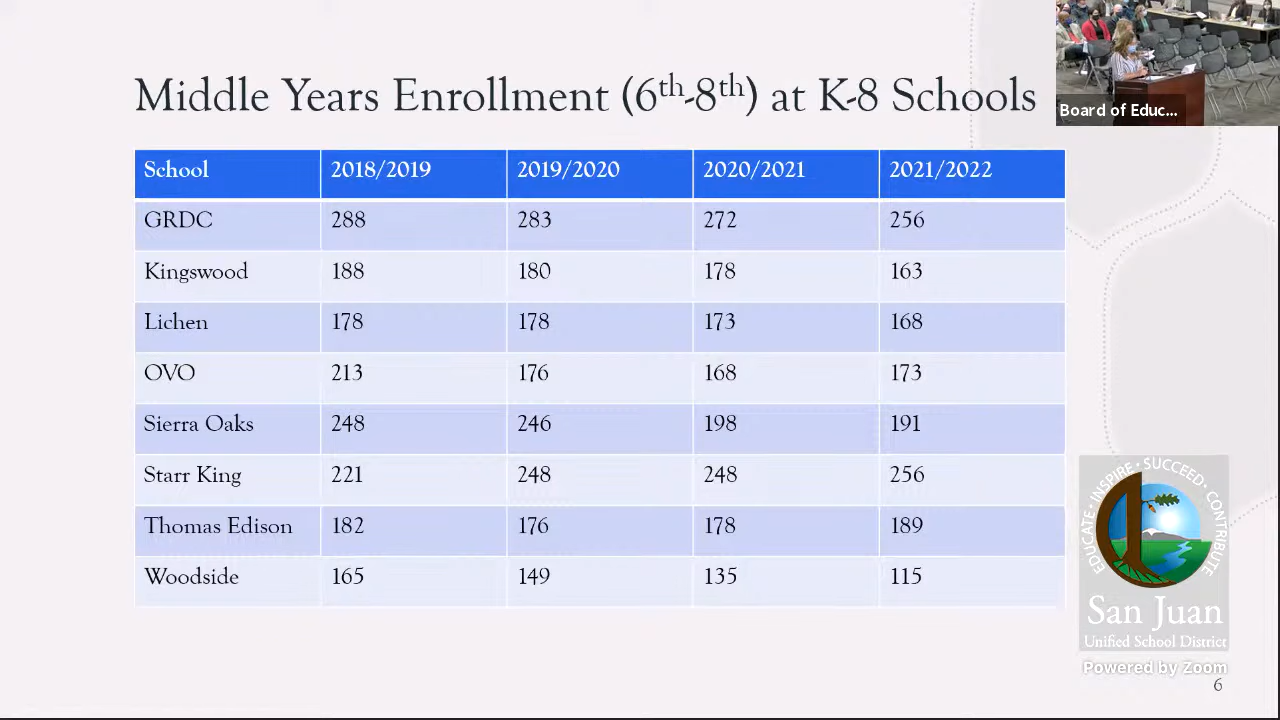 Middle Years Enrollment (6th-8th) at K-8 Schools
Board of Educ...
School 2018/2019 2019/2020 2020/2021 2021/2022
GRDC 288 283 272 256
Kingswood 188 180 178 163
Lichen 178 178 173 168
OVO 213 176 168 173
Sierra Oaks 248 246 198 191
Starr King 221 248 248 256
Thomas Edison 182 176 178 189
Woodside 165 149 135 115
EDUCATE • INSPIRE • SUCCEED • CONTRIBUTE
San Juan
Unified School District
Powered by Zoom
6